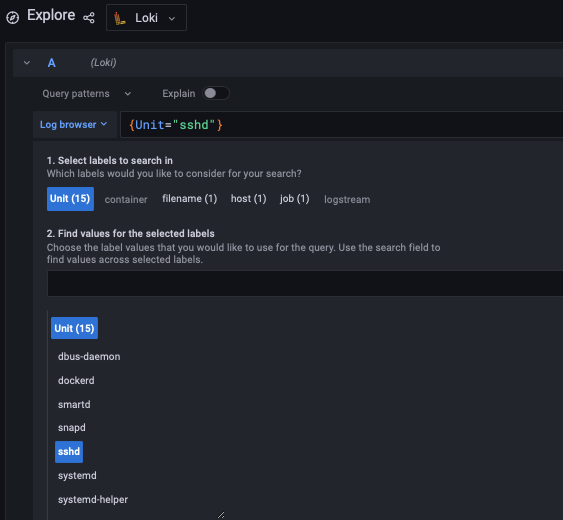 Explore Loki
A (Loki)
Query patterns Explain
Log browser {Unit="sshd"}
1. Select labels to search in
Which labels would you like to consider for your search?
Unit (15) container filename (1) host (1) job (1) logstream
2. Find values for the selected labels
Choose the label values that you would like to use for the query. Use the search field to
find values across selected labels.
Unit (15)
dbus-daemon
dockerd
smartd
snapd
sshd
systemd
systemd-helper